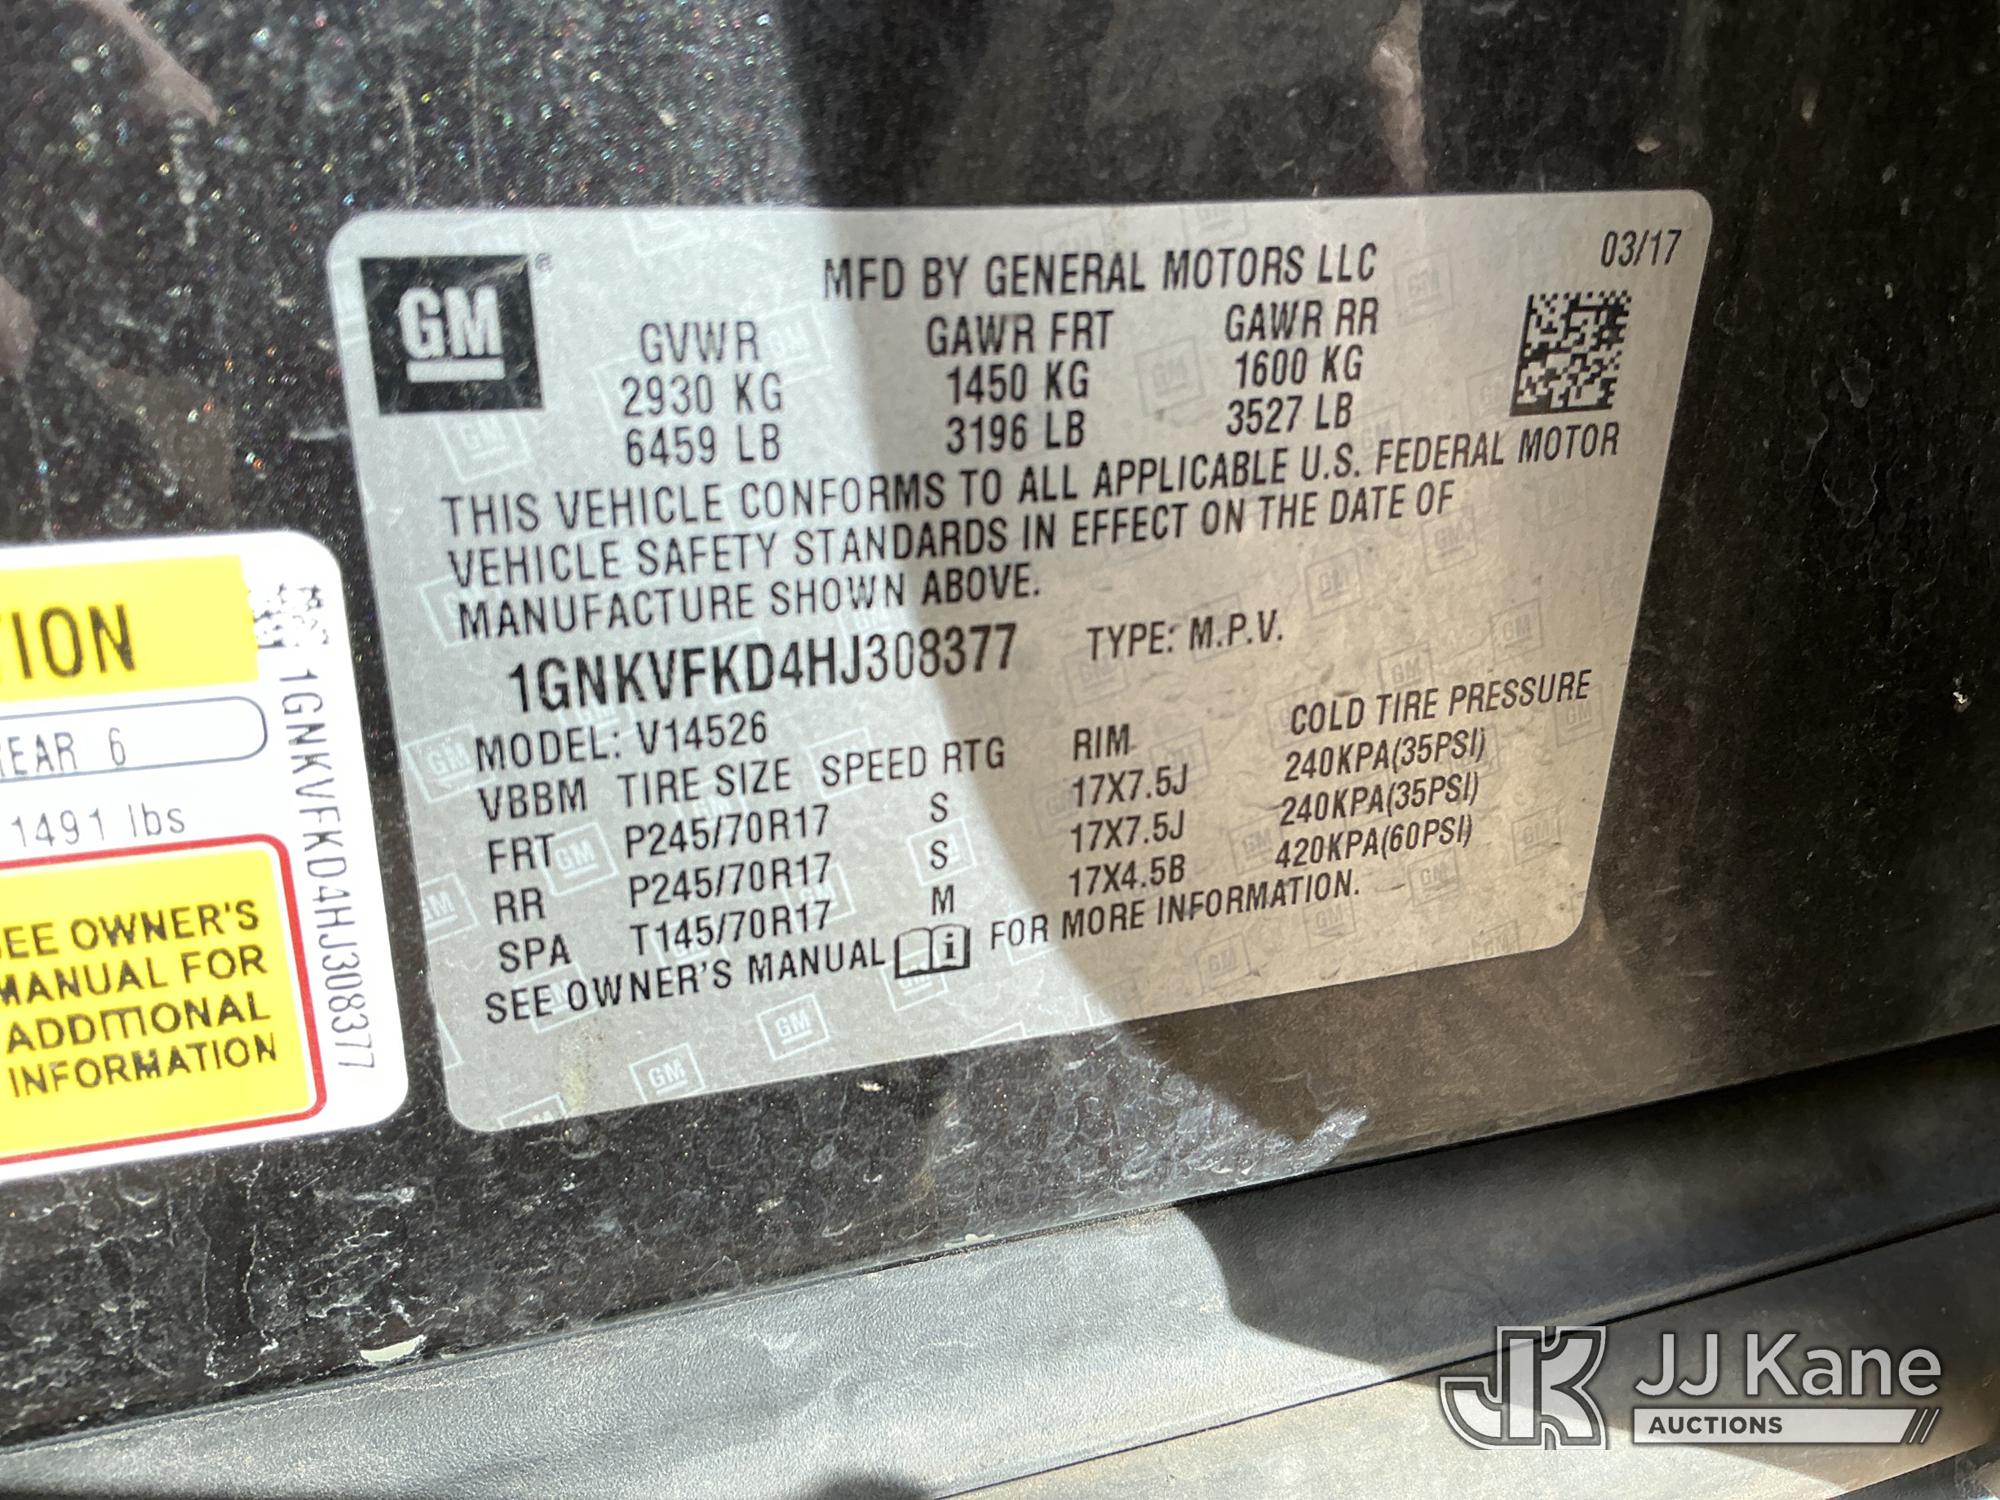 GM
MFD BY GENERAL MOTORS LLC
03/17
GVWR GAWR FRT GAWR RR
2930 KG 1450 KG 1600 KG
6459 LB 3196 LB 3527 LB
THIS VEHICLE CONFORMS TO ALL APPLICABLE U.S. FEDERAL MOTOR
VEHICLE SAFETY STANDARDS IN EFFECT ON THE DATE OF
MANUFACTURE SHOWN ABOVE.
1GNKVFKD4HJ308377 TYPE: M.P.V.
MODEL: V14526
VBBM TIRE SIZE SPEED RTG RIM COLD TIRE PRESSURE
FRT P245/70R17 S 17X7.5J 240KPA(35PSI)
RR P245/70R17 S 17X7.5J 240KPA(35PSI)
SPA T145/70R17 M 17X4.5B 420KPA(60PSI)
SEE OWNER'S MANUAL i FOR MORE INFORMATION.
TION
REAR 6
1491 lbs
SEE OWNER'S
MANUAL FOR
ADDITIONAL
INFORMATION
1GNKVFKD4HJ308377
JK JJ Kane
AUCTIONS